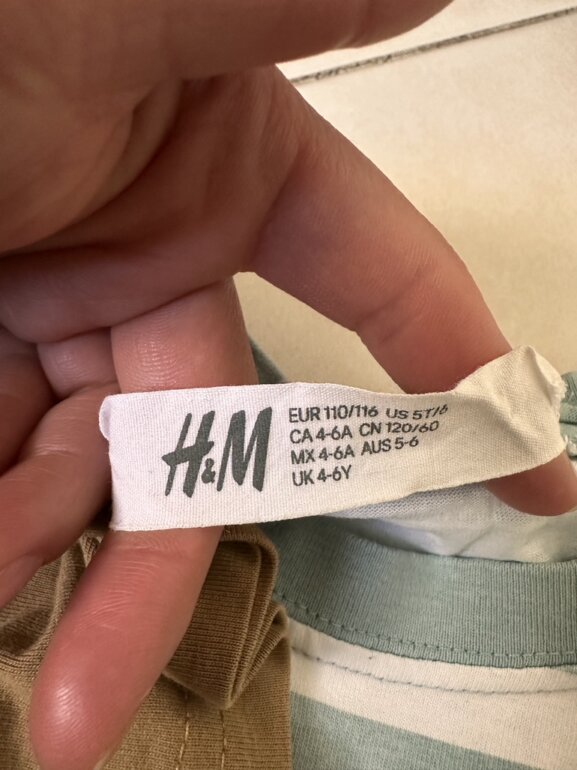 H&M
EUR 110/116 US 5T/6
CA 4-6A CN 120/60
MX 4-6A AUS 5-6
UK 4-6Y